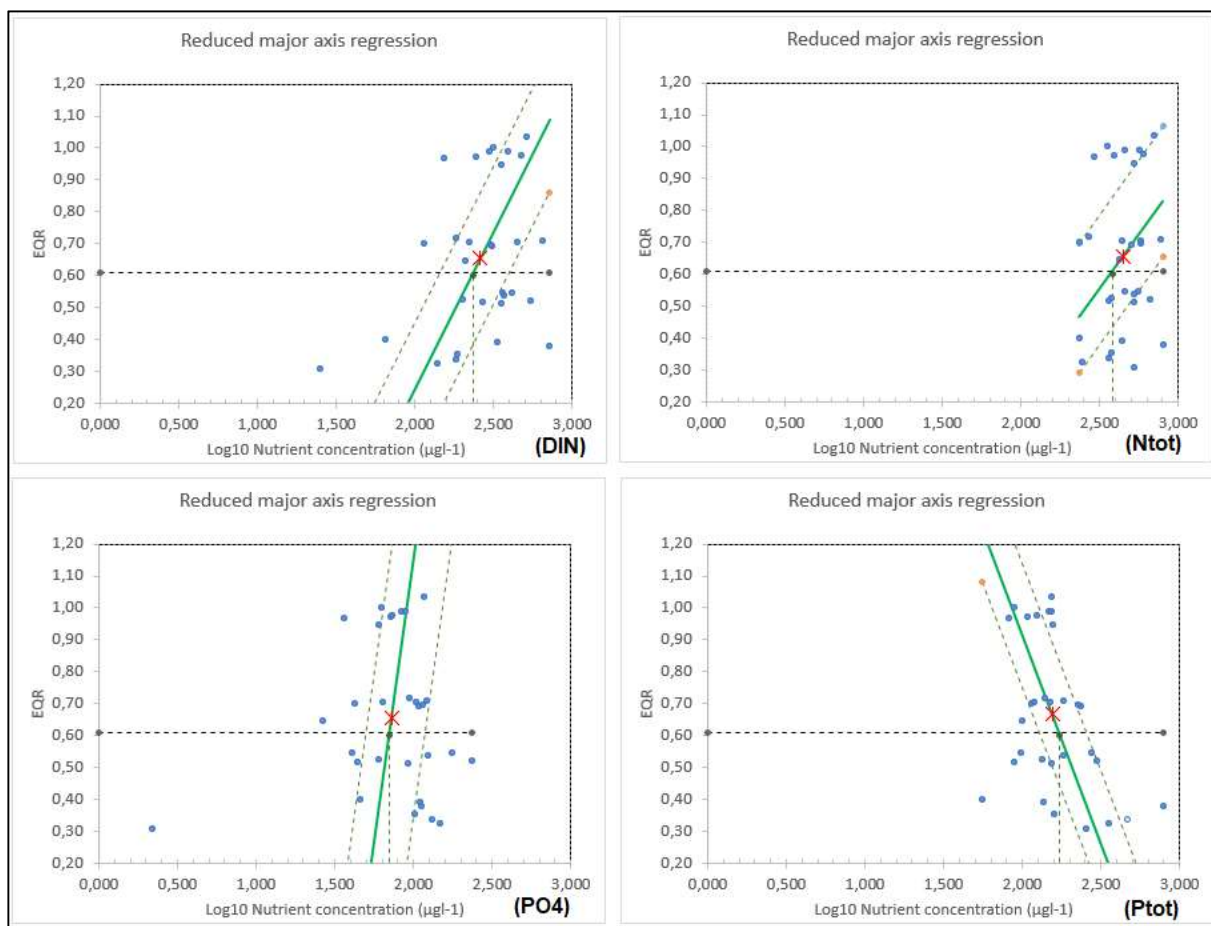 Reduced major axis regression
1,20
1,10
1,00
0,90
0,80
0,70
0,60
0,50
0,40
0,30
0,20
EQR
0,000 0,500 1,000 1,500 2,000 2,500 3,000
Log10 Nutrient concentration (µgl-1)
(DIN)
Reduced major axis regression
1,20
1,10
1,00
0,90
0,80
0,70
0,60
0,50
0,40
0,30
0,20
EQR
0,000 0,500 1,000 1,500 2,000 2,500 3,000
Log10 Nutrient concentration (µgl-1)
(Ntot)
Reduced major axis regression
1,20
1,10
1,00
0,90
0,80
0,70
0,60
0,50
0,40
0,30
0,20
EQR
0,000 0,500 1,000 1,500 2,000 2,500 3,000
Log10 Nutrient concentration (µgl-1)
(PO4)
Reduced major axis regression
1,20
1,10
1,00
0,90
0,80
0,70
0,60
0,50
0,40
0,30
0,20
EQR
0,000 0,500 1,000 1,500 2,000 2,500 3,000
Log10 Nutrient concentration (µgl-1)
(Ptot)